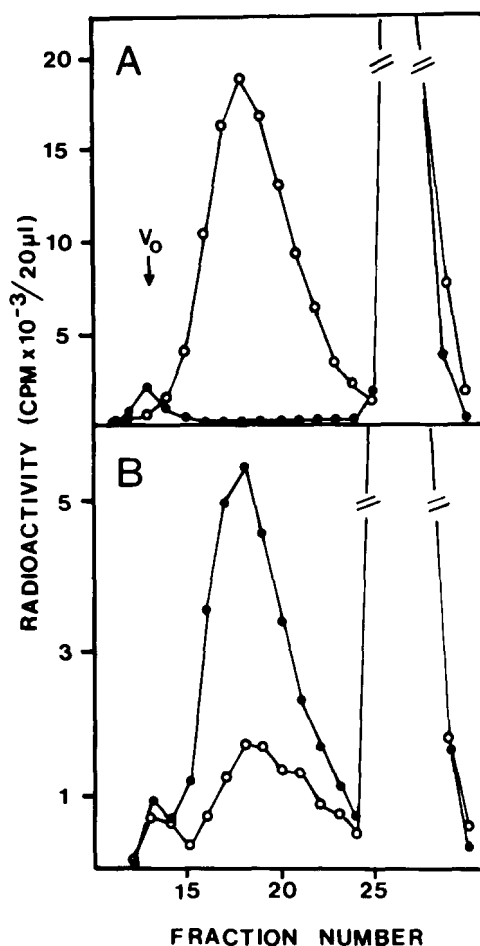 A
20
15
10
5
V₀
RADIOACTIVITY (CPM x 10⁻³/20μl)
B
5
3
1
15 20 25
FRACTION NUMBER